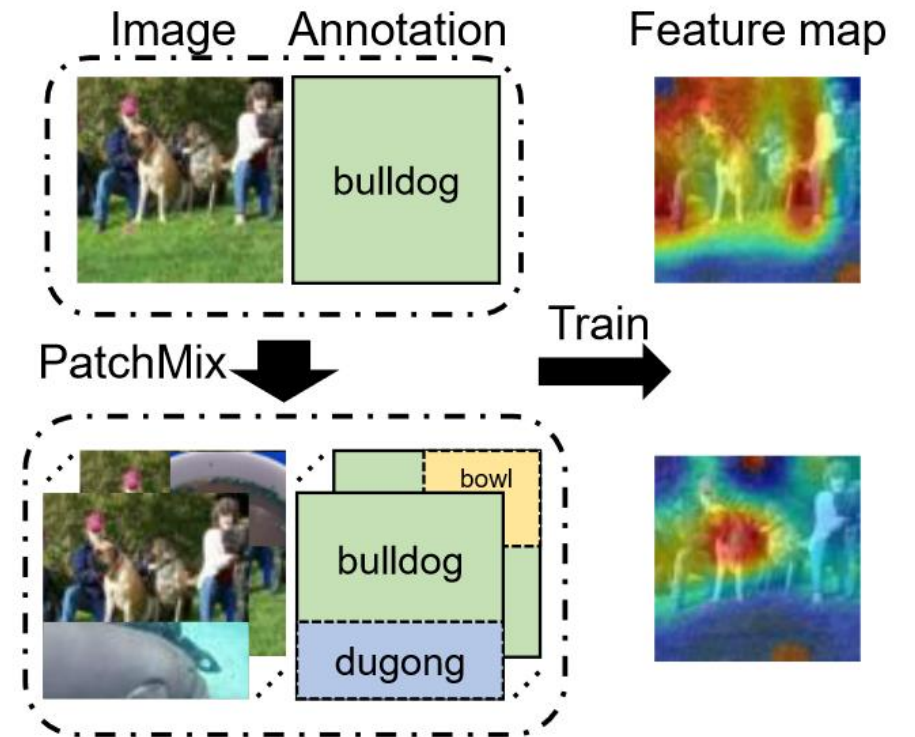 Image
Annotation
Feature map
bulldog
Train
PatchMix
bowl
bulldog
dugong